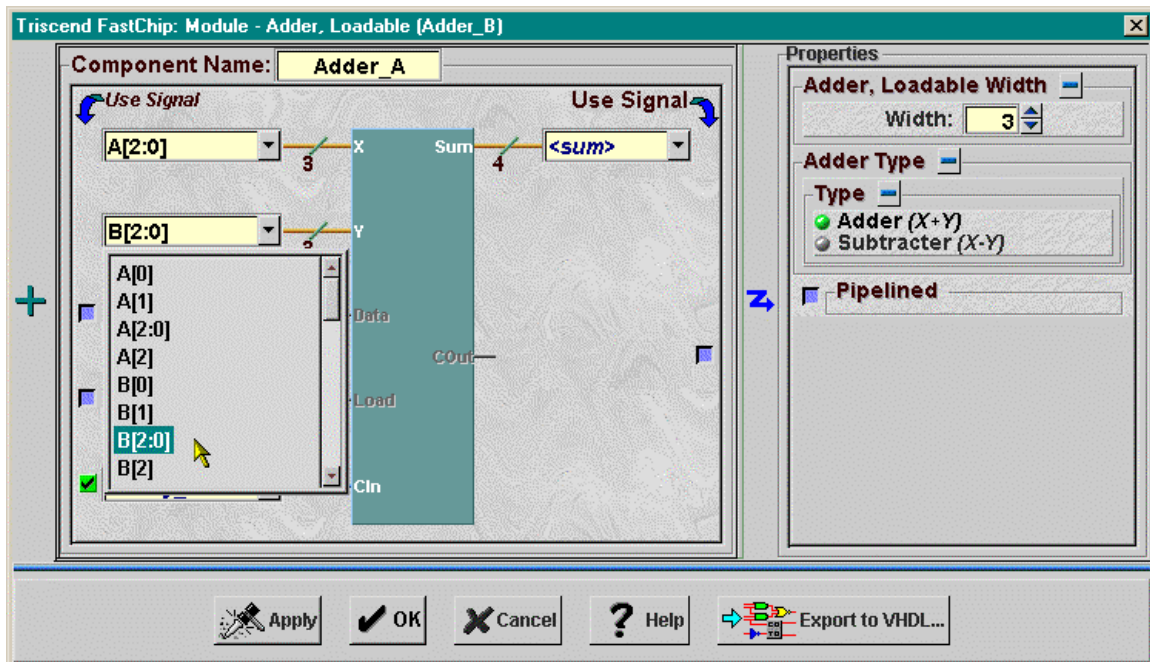 Triscend FastChip: Module - Adder, Loadable (Adder_B)
Component Name: Adder_A
Use Signal
Use Signal
A[2:0]
3
X
Sum
4
<sum>
B[2:0]
Y
A[0]
A[1]
A[2:0]
A[2]
B[0]
B[1]
B[2:0]
B[2]
Data
COut
Load
CIn
Properties
Adder, Loadable Width
Width: 3
Adder Type
Type
Adder (X+Y)
Subtracter (X-Y)
Pipelined
Apply
OK
Cancel
? Help
Export to VHDL...